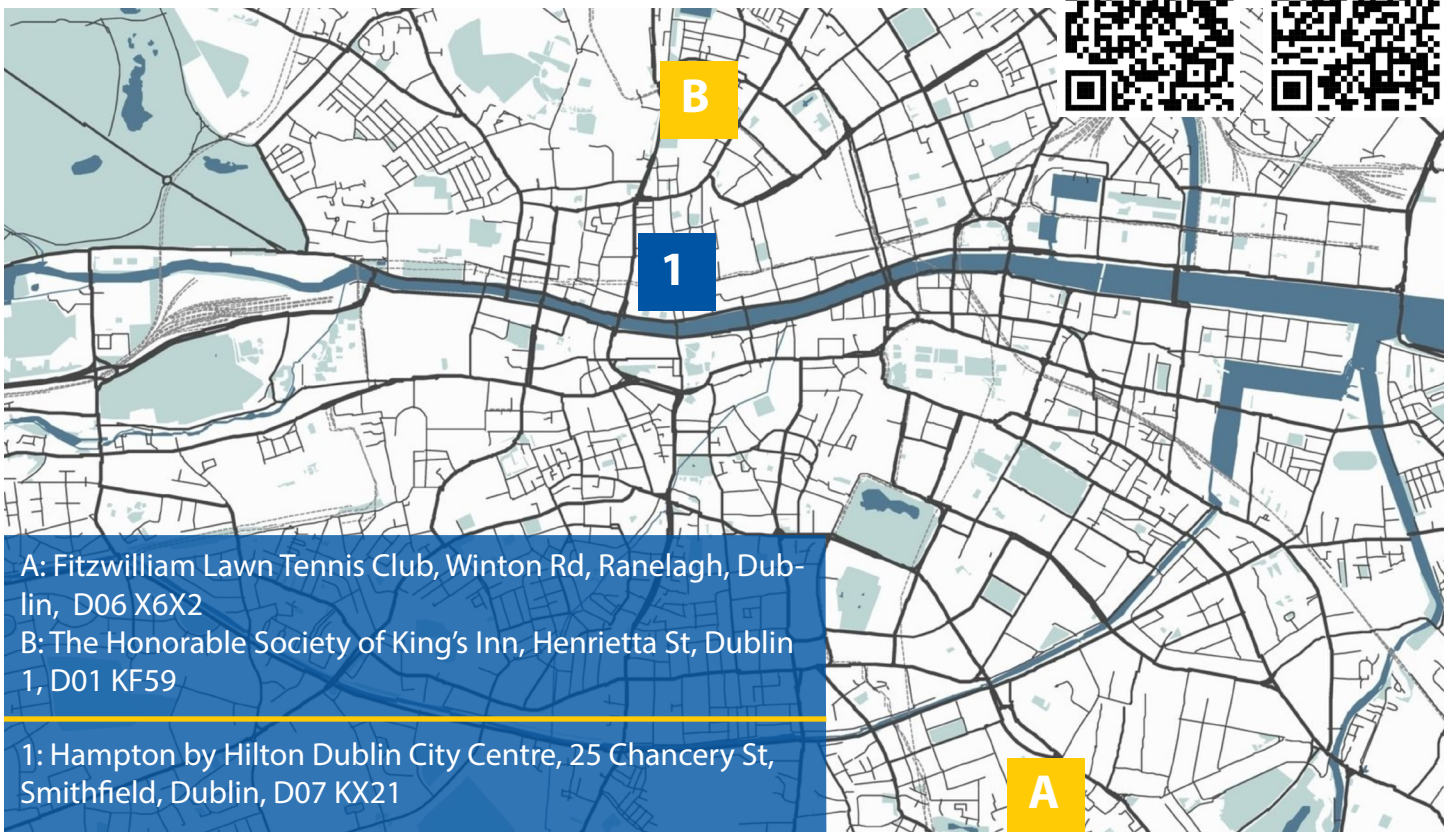 B
1
A: Fitzwilliam Lawn Tennis Club, Winton Rd, Ranelagh, Dub-
lin, D06 X6X2
B: The Honorable Society of King's Inn, Henrietta St, Dublin
1, D01 KF59
1: Hampton by Hilton Dublin City Centre, 25 Chancery St,
Smithfield, Dublin, D07 KX21
A